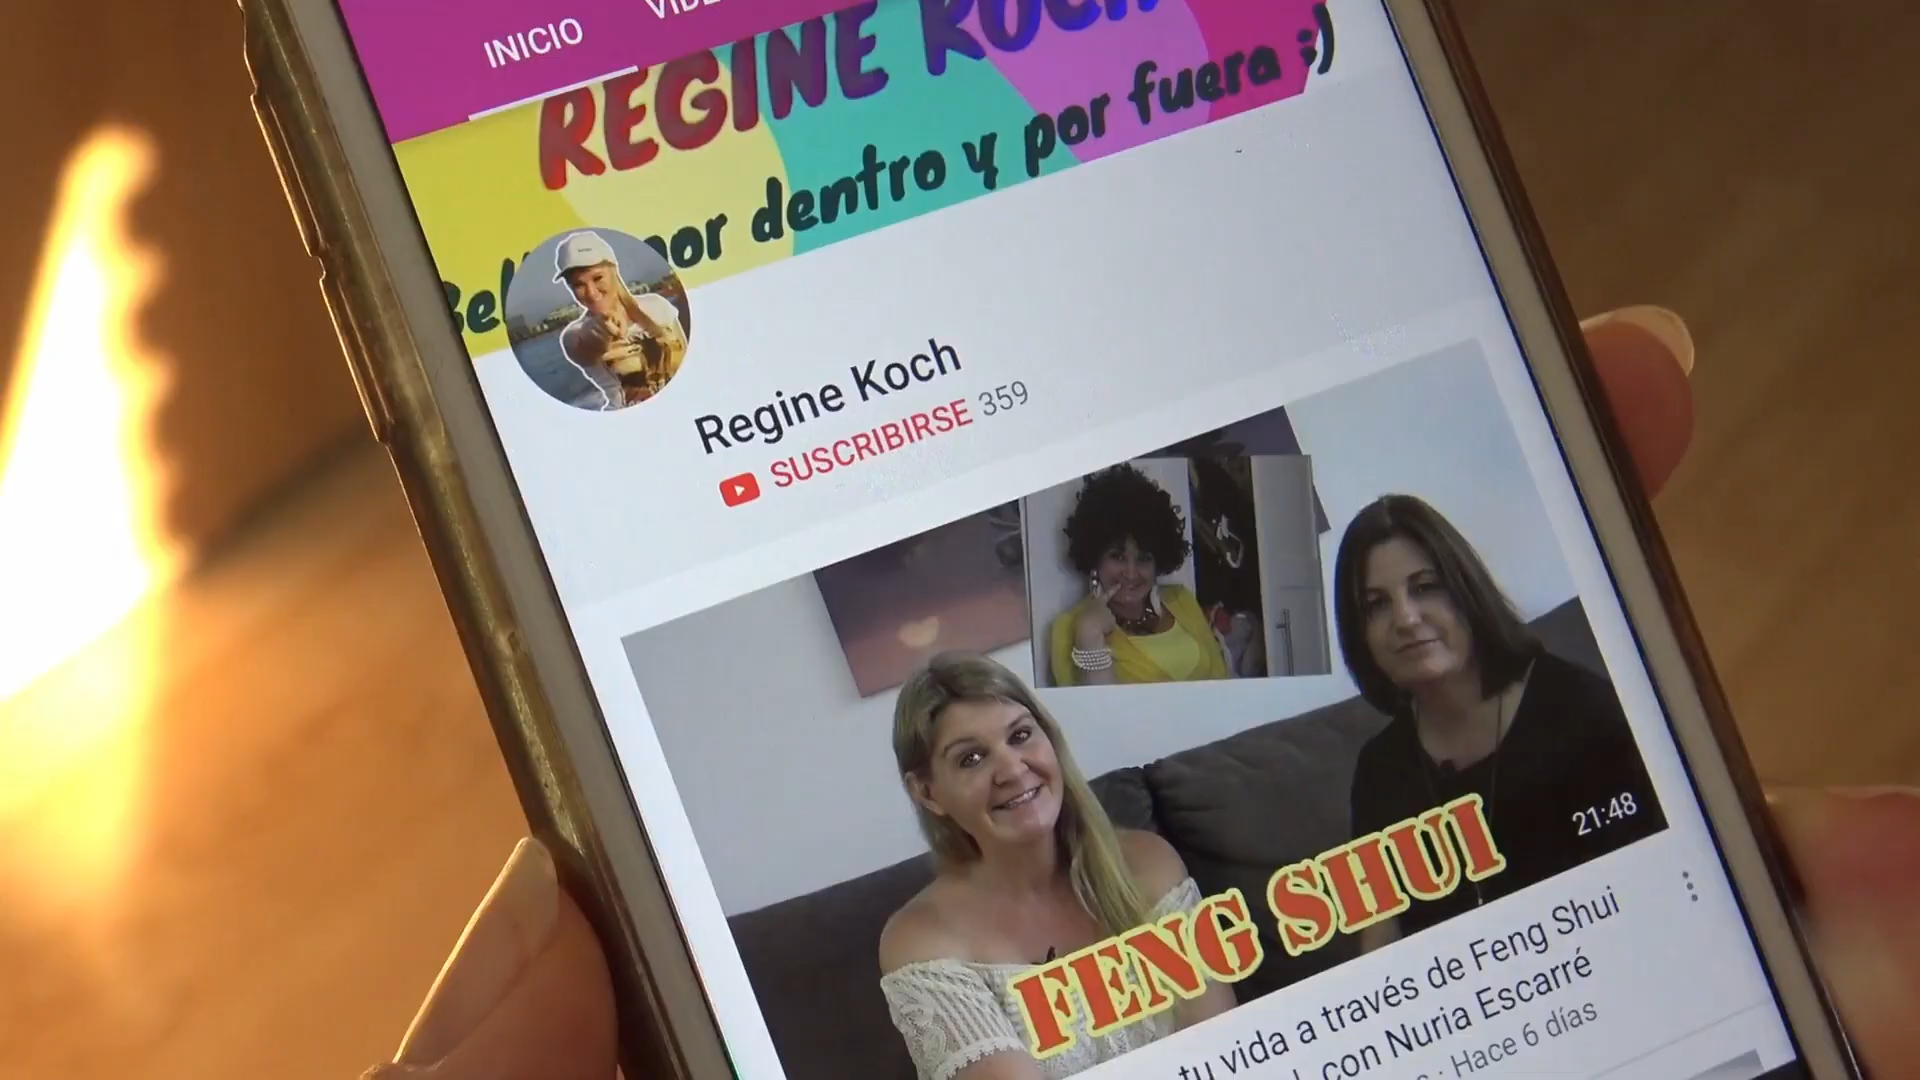 INICIO
REGINE KOCH
por dentro y por fuera ;)
Regine Koch
SUSCRIBIRSE 359
21:48
FENG SHUI
tu vida a través de Feng Shui
con Nuria Escarré
Hace 6 días